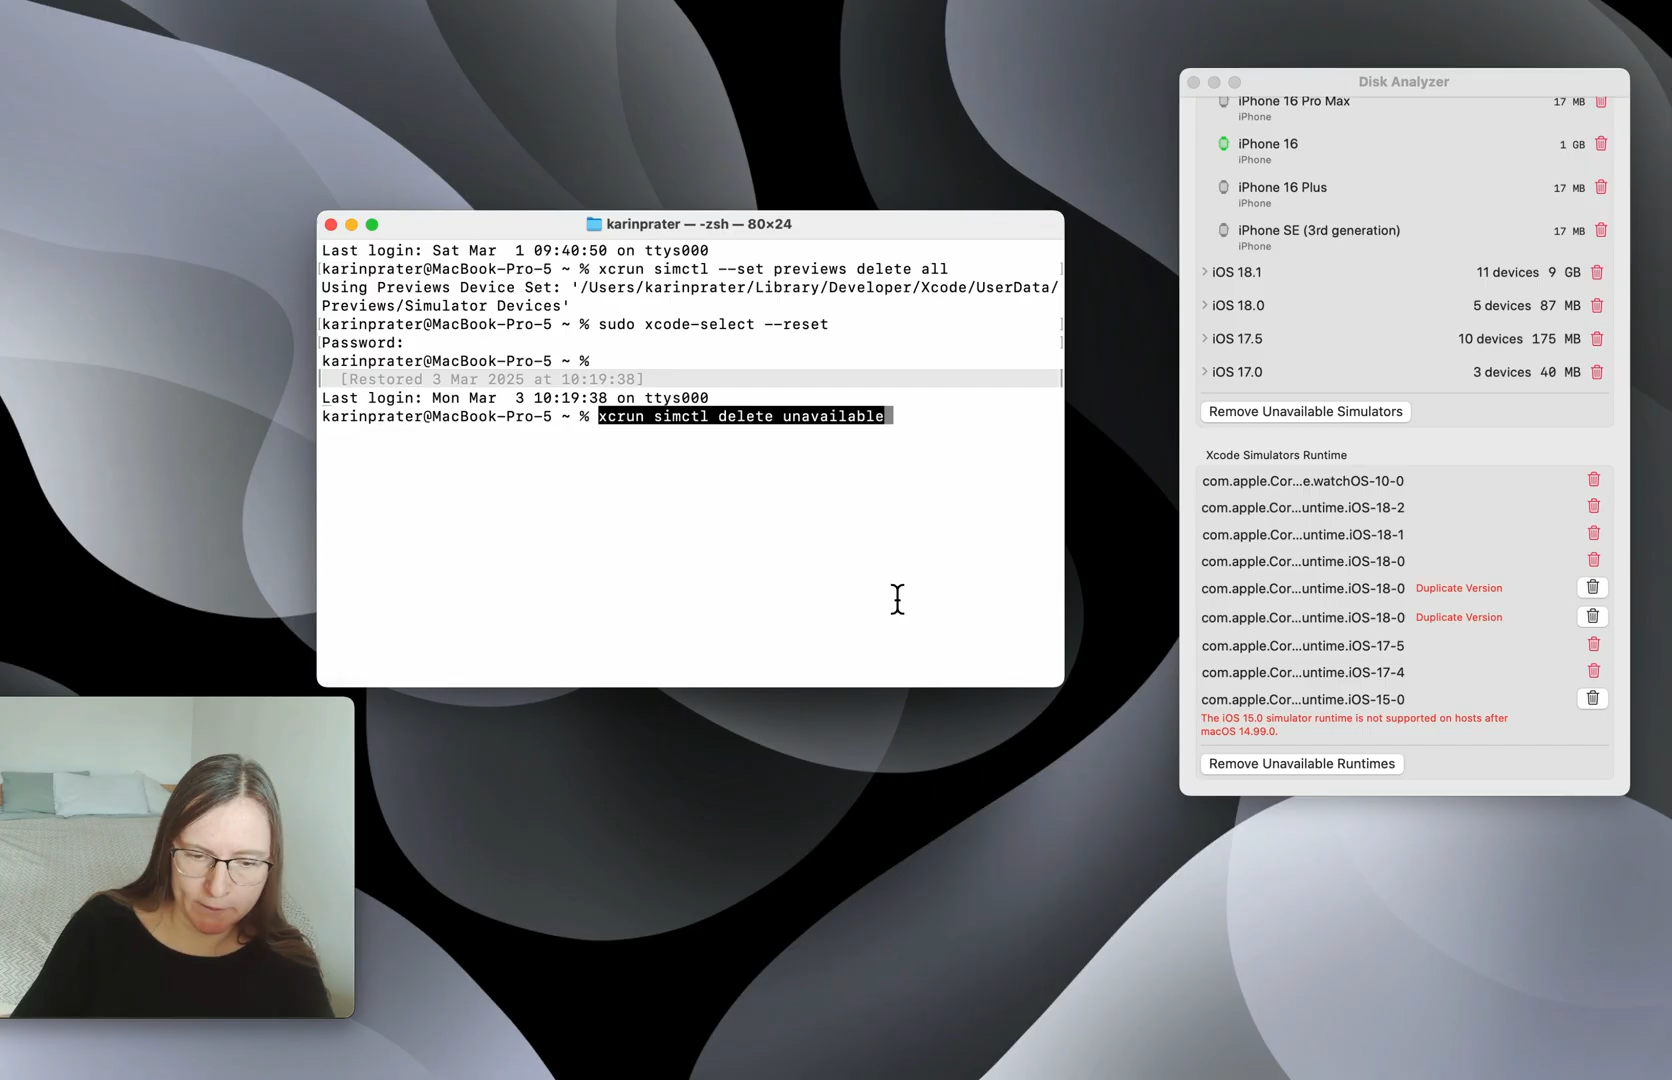 karinprater — -zsh — 80×24
Last login: Sat Mar  1 09:40:50 on ttys000
[karinprater@MacBook-Pro-5 ~ % xcrun simctl --set previews delete all ]
Using Previews Device Set: '/Users/karinprater/Library/Developer/Xcode/UserData/
Previews/Simulator Devices'
[karinprater@MacBook-Pro-5 ~ % sudo xcode-select --reset ]
[Password: ]
karinprater@MacBook-Pro-5 ~ %
[Restored 3 Mar 2025 at 10:19:38]
Last login: Mon Mar  3 10:19:38 on ttys000
karinprater@MacBook-Pro-5 ~ % xcrun simctl delete unavailable
Disk Analyzer
iPhone 16 Pro Max 17 MB
iPhone
iPhone 16 1 GB
iPhone
iPhone 16 Plus 17 MB
iPhone
iPhone SE (3rd generation) 17 MB
iPhone
iOS 18.1 11 devices 9 GB
iOS 18.0 5 devices 87 MB
iOS 17.5 10 devices 175 MB
iOS 17.0 3 devices 40 MB
Remove Unavailable Simulators
Xcode Simulators Runtime
com.apple.Cor...e.watchOS-10-0
com.apple.Cor...untime.iOS-18-2
com.apple.Cor...untime.iOS-18-1
com.apple.Cor...untime.iOS-18-0
com.apple.Cor...untime.iOS-18-0 Duplicate Version
com.apple.Cor...untime.iOS-18-0 Duplicate Version
com.apple.Cor...untime.iOS-17-5
com.apple.Cor...untime.iOS-17-4
com.apple.Cor...untime.iOS-15-0
The iOS 15.0 simulator runtime is not supported on hosts after
macOS 14.99.0.
Remove Unavailable Runtimes